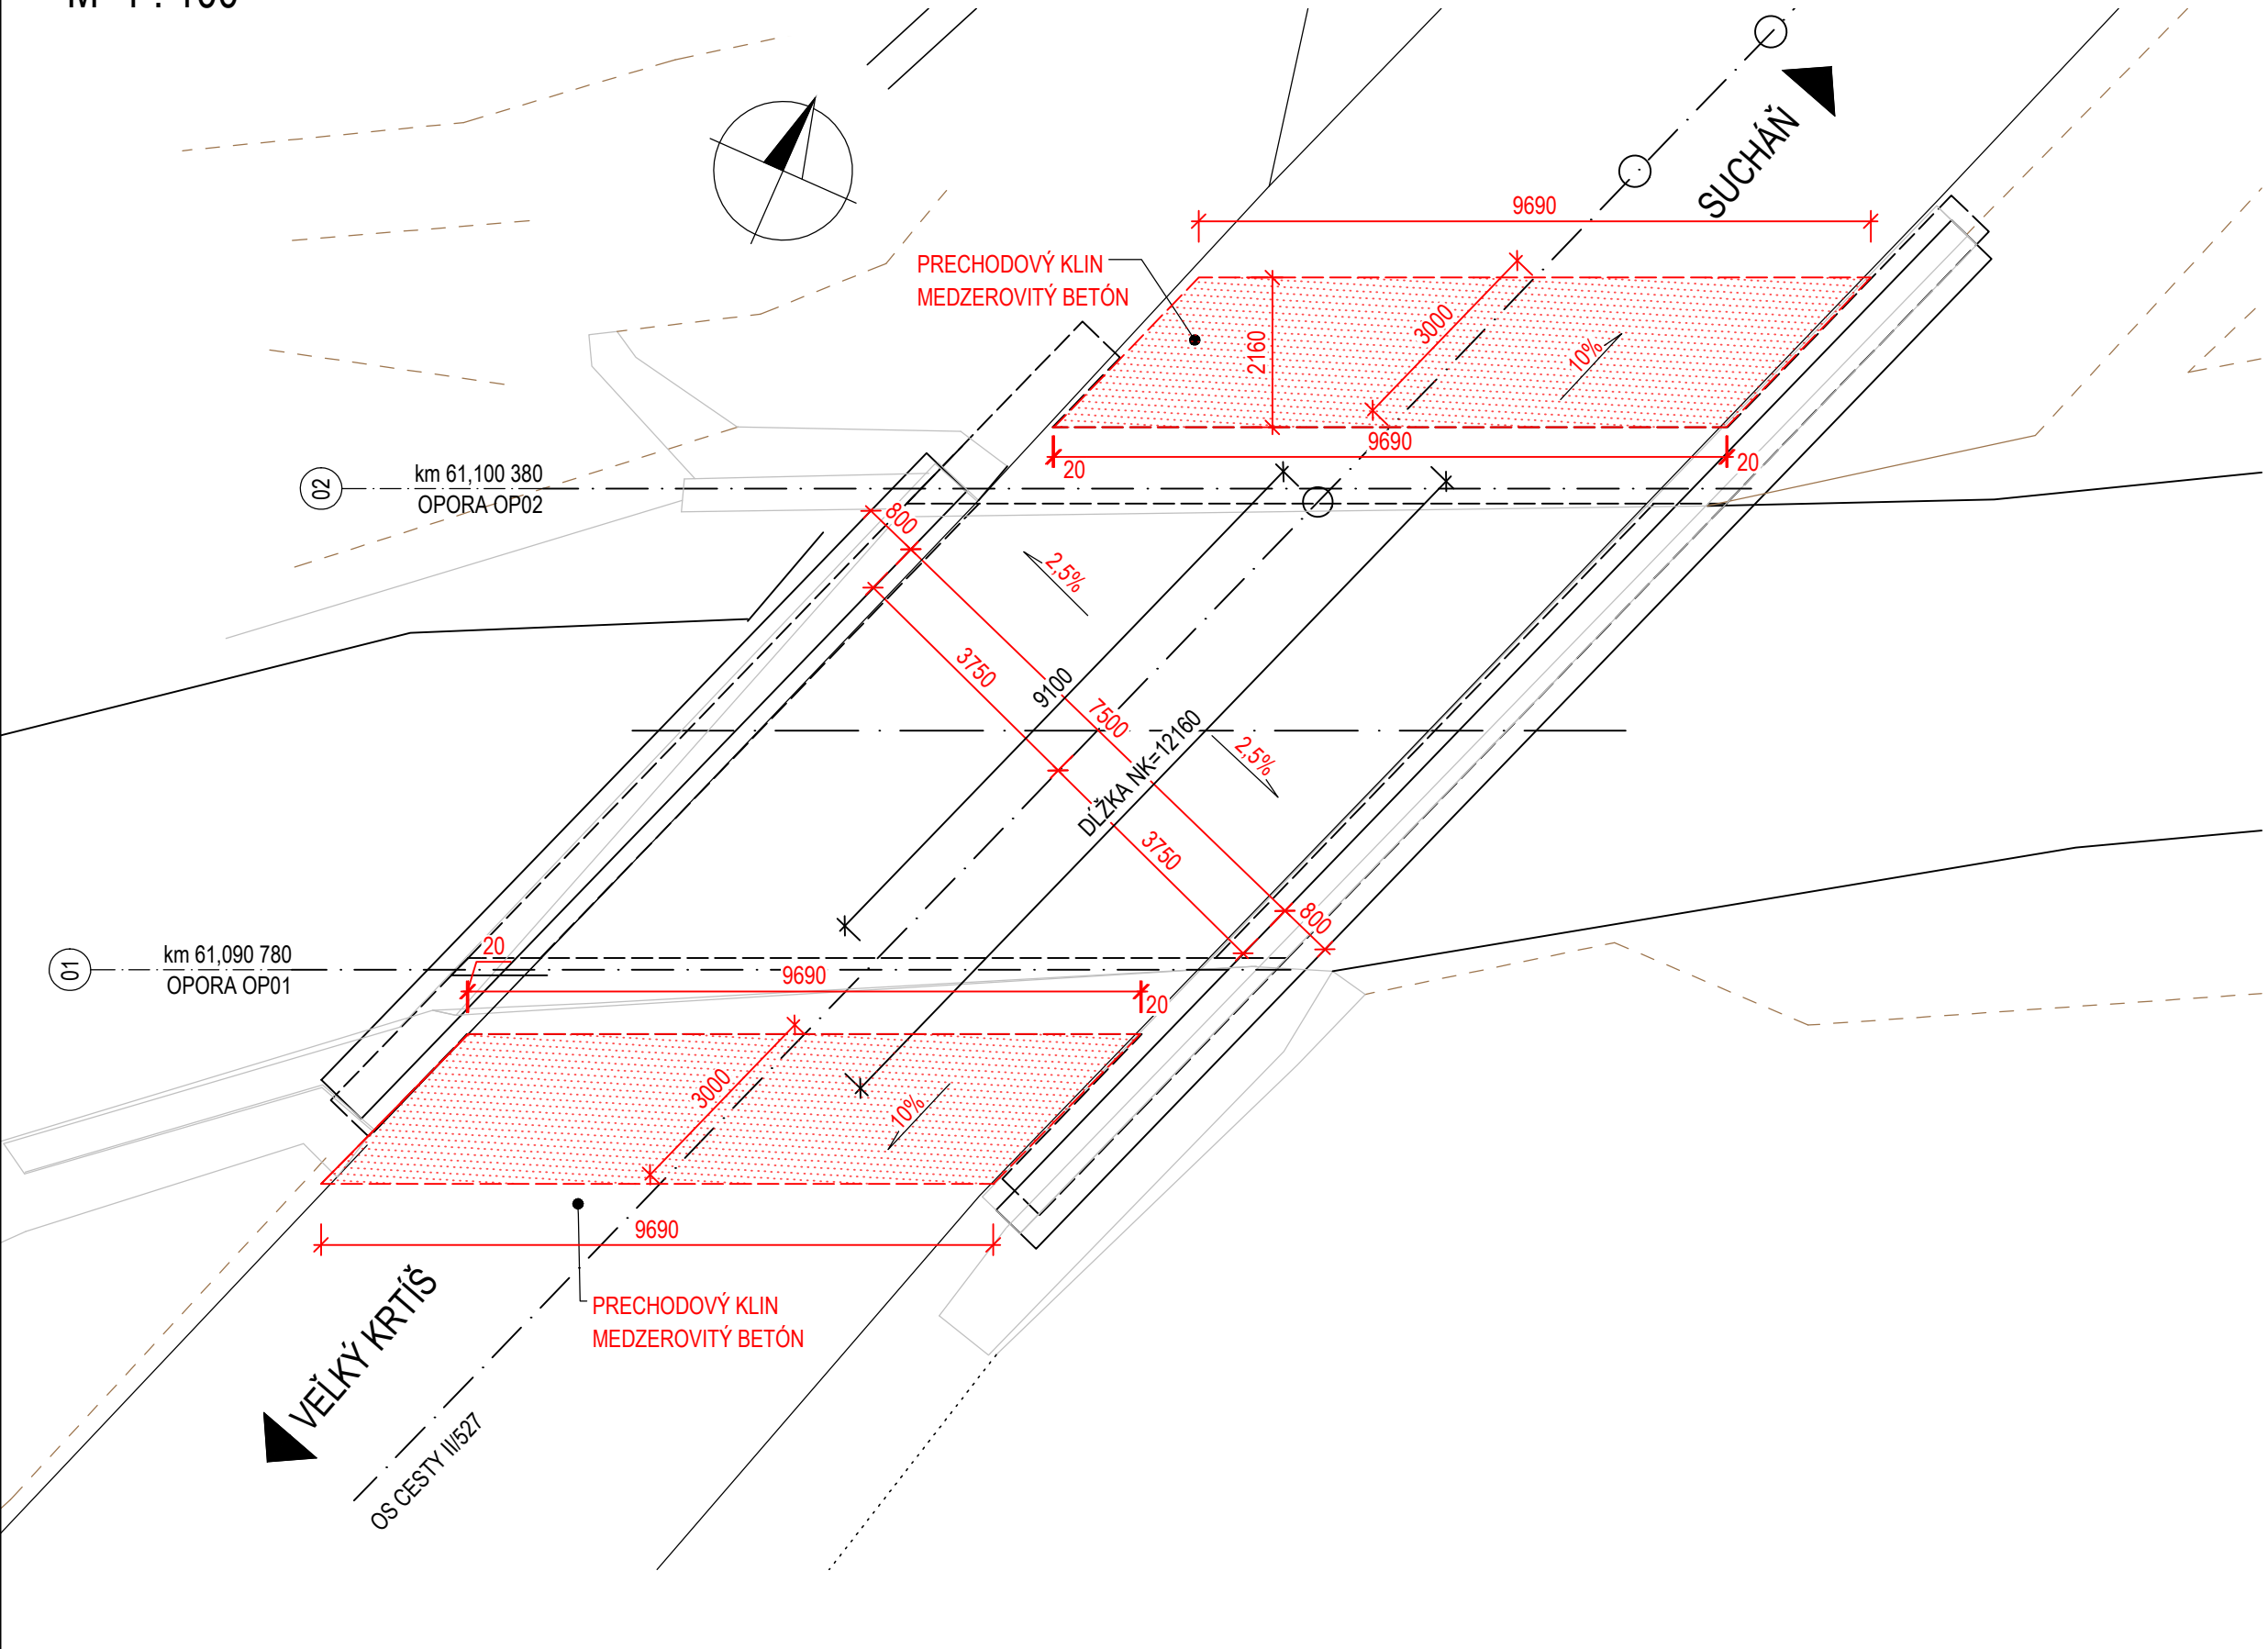 M 1 : 100
SUCHÁŇ
9690
PRECHODOVÝ KLIN
MEDZEROVITÝ BETÓN
3000
2160
10%
9690
20
20
02
km 61,100 380
OPORA OP02
800
2,5%
3750
9100
7500
DĹŽKA NK=12160
2,5%
3750
800
01
km 61,090 780
OPORA OP01
20
9690
20
3000
10%
9690
PRECHODOVÝ KLIN
MEDZEROVITÝ BETÓN
VEĽKÝ KRTÍŠ
OS CESTY II/527